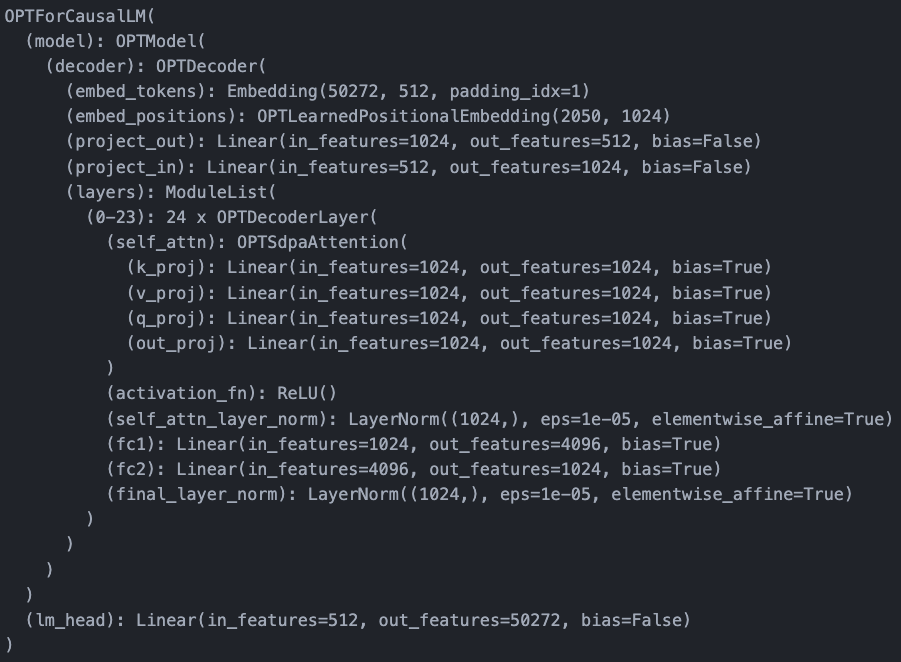 OPTForCausalLM(
  (model): OPTModel(
    (decoder): OPTDecoder(
      (embed_tokens): Embedding(50272, 512, padding_idx=1)
      (embed_positions): OPTLearnedPositionalEmbedding(2050, 1024)
      (project_out): Linear(in_features=1024, out_features=512, bias=False)
      (project_in): Linear(in_features=512, out_features=1024, bias=False)
      (layers): ModuleList(
        (0-23): 24 x OPTDecoderLayer(
          (self_attn): OPTSdpaAttention(
            (k_proj): Linear(in_features=1024, out_features=1024, bias=True)
            (v_proj): Linear(in_features=1024, out_features=1024, bias=True)
            (q_proj): Linear(in_features=1024, out_features=1024, bias=True)
            (out_proj): Linear(in_features=1024, out_features=1024, bias=True)
          )
          (activation_fn): ReLU()
          (self_attn_layer_norm): LayerNorm((1024,), eps=1e-05, elementwise_affine=True)
          (fc1): Linear(in_features=1024, out_features=4096, bias=True)
          (fc2): Linear(in_features=4096, out_features=1024, bias=True)
          (final_layer_norm): LayerNorm((1024,), eps=1e-05, elementwise_affine=True)
        )
      )
    )
  )
  (lm_head): Linear(in_features=512, out_features=50272, bias=False)
)